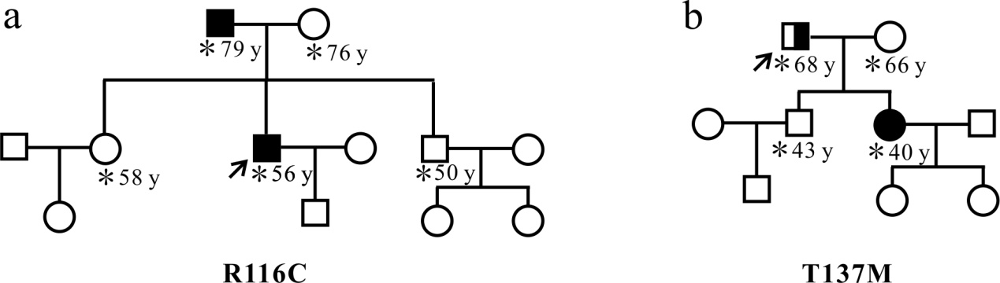 a
b
* 79 y
* 76 y
* 68 y
* 66 y
* 58 y
* 56 y
* 50 y
* 43 y
* 40 y
R116C
T137M